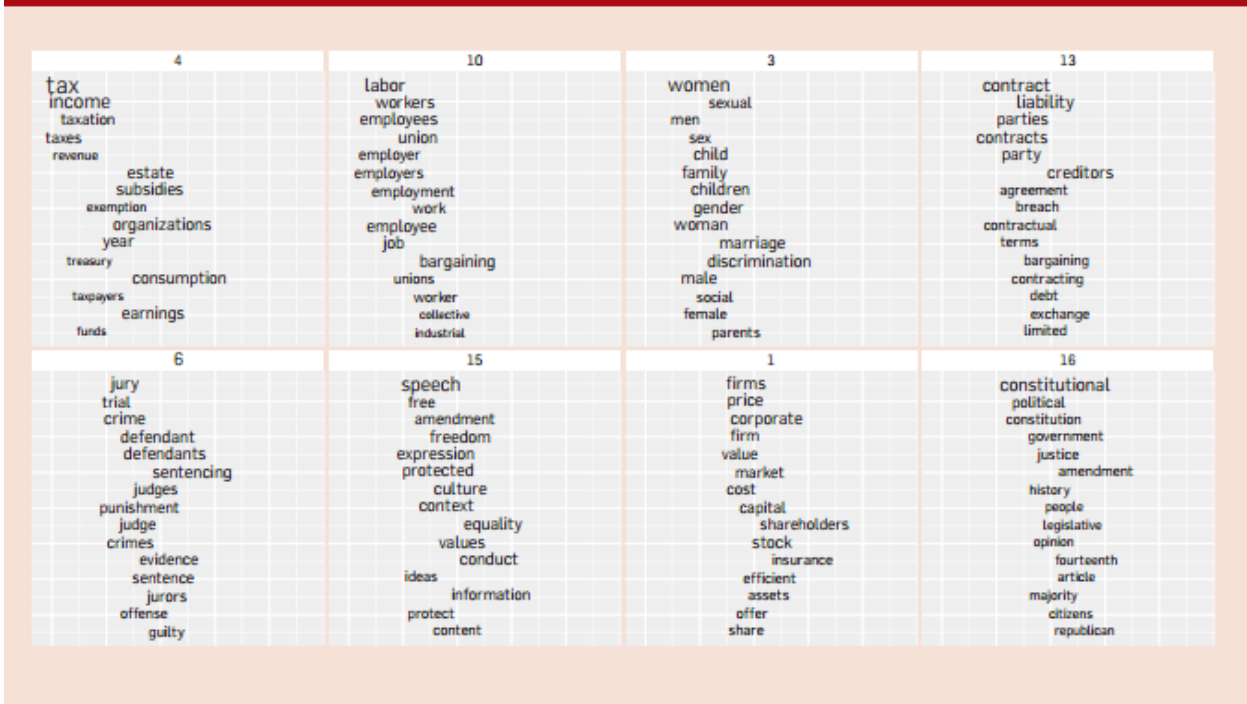 4
tax
income
taxation
taxes
revenue
estate
subsidies
exemption
organizations
year
treasury
consumption
taxpayers
earnings
funds
10
labor
workers
employees
union
employer
employers
employment
work
employee
job
bargaining
unions
worker
collective
industrial
3
women
sexual
men
sex
child
family
children
gender
woman
marriage
discrimination
male
social
female
parents
13
contract
liability
parties
contracts
party
creditors
agreement
breach
contractual
terms
bargaining
contracting
debt
exchange
limited
6
jury
trial
crime
defendant
defendants
sentencing
judges
punishment
judge
crimes
evidence
sentence
jurors
offense
guilty
15
speech
free
amendment
freedom
expression
protected
culture
context
equality
values
conduct
ideas
information
protect
content
1
firms
price
corporate
firm
value
market
cost
capital
shareholders
stock
insurance
efficient
assets
offer
share
16
constitutional
political
constitution
government
justice
amendment
history
people
legislative
opinion
fourteenth
article
majority
citizens
republican